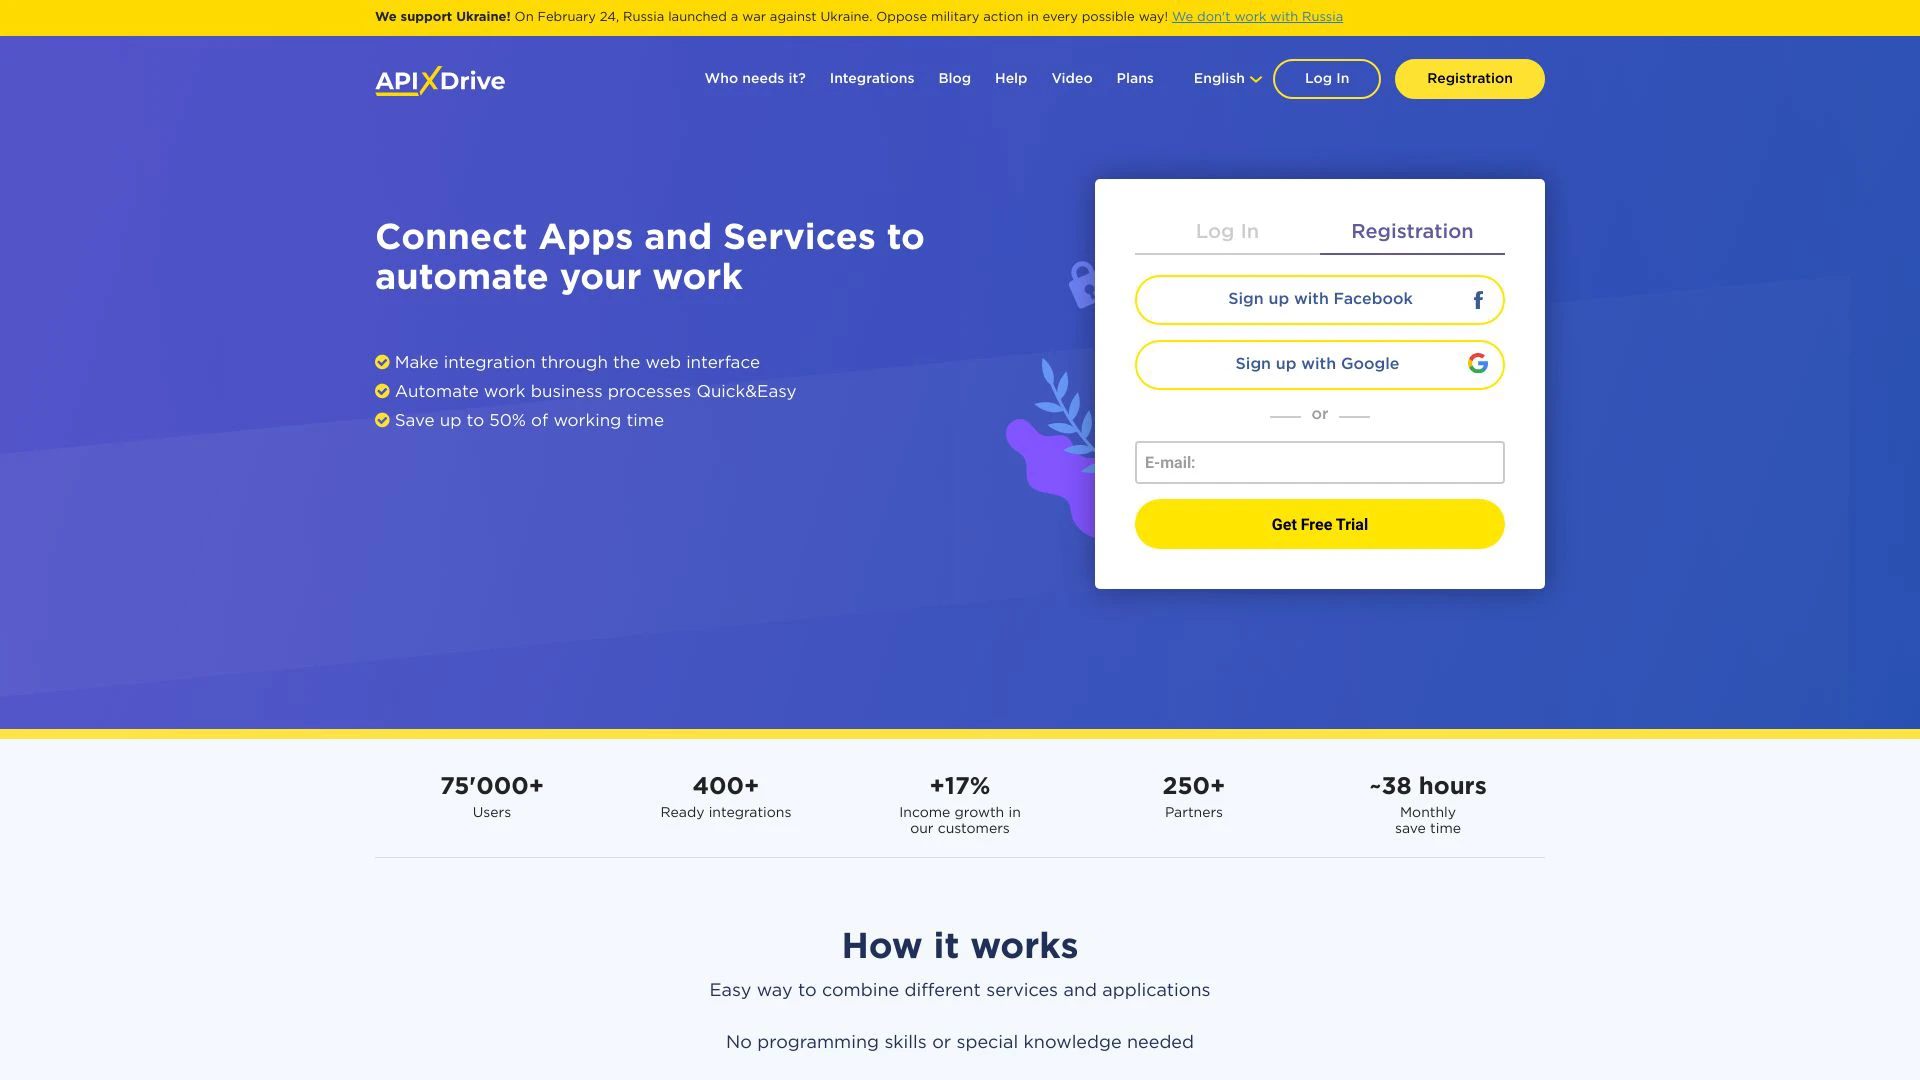 We support Ukraine! On February 24, Russia launched a war against Ukraine. Oppose military action in every possible way! We don't work with Russia
APIXDrive
Who needs it? Integrations Blog Help Video Plans English Log In Registration
Connect Apps and Services to
automate your work
Make integration through the web interface
Automate work business processes Quick&Easy
Save up to 50% of working time
Log In Registration
Sign up with Facebook
Sign up with Google
or
E-mail:
Get Free Trial
75'000+
Users
400+
Ready integrations
+17%
Income growth in
our customers
250+
Partners
~38 hours
Monthly
save time
How it works
Easy way to combine different services and applications
No programming skills or special knowledge needed